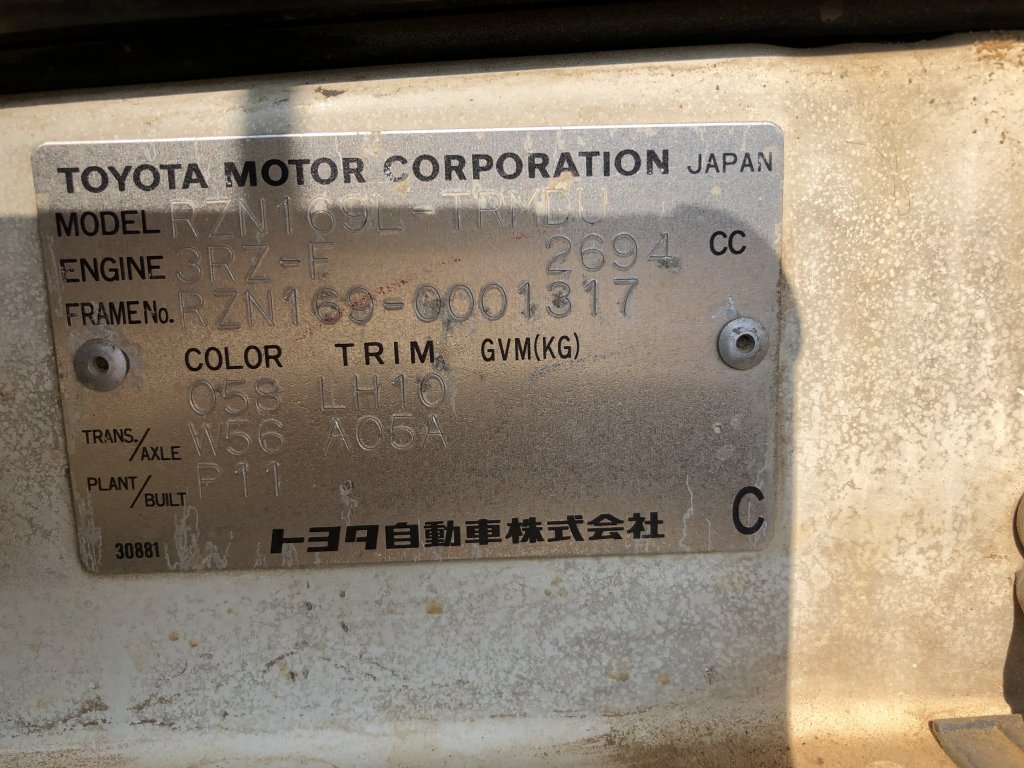 TOYOTA MOTOR CORPORATION JAPAN
MODEL RZN169L-TRMDU
ENGINE 3RZ-F 2694 CC
FRAME No. RZN169-0001317
COLOR TRIM GVM(KG)
058 LH10
TRANS./AXLE W56 A05A
PLANT/BUILT P11
30881 トヨタ自動車株式会社 C